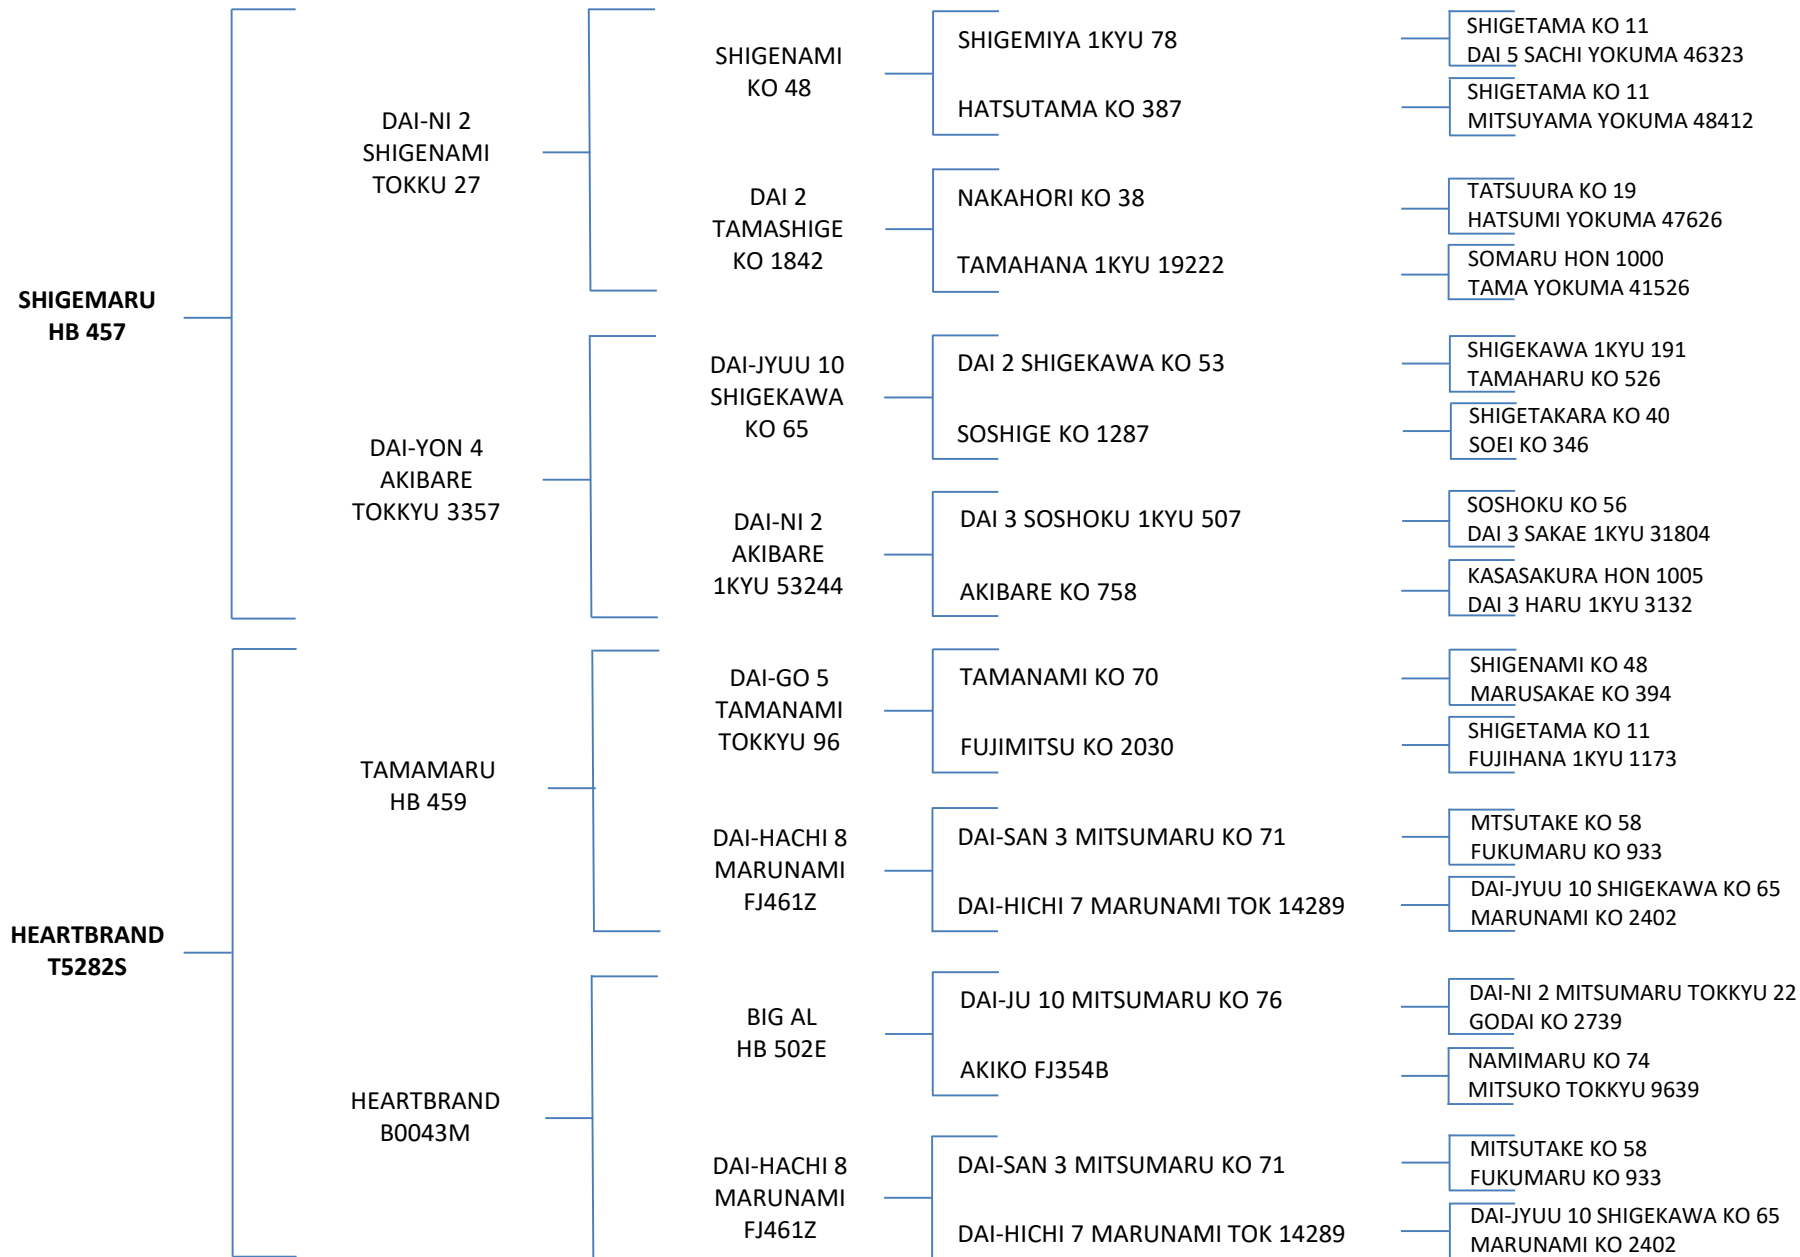 SHIGEMARU
HB 457
HEARTBRAND
T5282S
DAI-NI 2
SHIGENAMI
TOKKU 27
DAI-YON 4
AKIBARE
TOKKYU 3357
TAMAMARU
HB 459
HEARTBRAND
B0043M
SHIGENAMI
KO 48
DAI 2
TAMASHIGE
KO 1842
DAI-JYUU 10
SHIGEKAWA
KO 65
DAI-NI 2
AKIBARE
1KYU 53244
DAI-GO 5
TAMANAMI
TOKKYU 96
DAI-HACHI 8
MARUNAMI
FJ461Z
BIG AL
HB 502E
DAI-HACHI 8
MARUNAMI
FJ461Z
SHIGEMIYA 1KYU 78
HATSUTAMA KO 387
NAKAHORI KO 38
TAMAHANA 1KYU 19222
DAI 2 SHIGEKAWA KO 53
SOSHIGE KO 1287
DAI 3 SOSHOKU 1KYU 507
AKIBARE KO 758
TAMANAMI KO 70
FUJIMITSU KO 2030
DAI-SAN 3 MITSUMARU KO 71
DAI-HICHI 7 MARUNAMI TOK 14289
DAI-JU 10 MITSUMARU KO 76
AKIKO FJ354B
DAI-SAN 3 MITSUMARU KO 71
DAI-HICHI 7 MARUNAMI TOK 14289
SHIGETAMA KO 11
DAI 5 SACHI YOKUMA 46323
SHIGETAMA KO 11
MITSUYAMA YOKUMA 48412
TATSUURA KO 19
HATSUMI YOKUMA 47626
SOMARU HON 1000
TAMA YOKUMA 41526
SHIGEKAWA 1KYU 191
TAMAHARU KO 526
SHIGETAKARA KO 40
SOEI KO 346
SOSHOKU KO 56
DAI 3 SAKAE 1KYU 31804
KASASAKURA HON 1005
DAI 3 HARU 1KYU 3132
SHIGENAMI KO 48
MARUSAKAE KO 394
SHIGETAMA KO 11
FUJIHANA 1KYU 1173
MTSUTAKE KO 58
FUKUMARU KO 933
DAI-JYUU 10 SHIGEKAWA KO 65
MARUNAMI KO 2402
DAI-NI 2 MITSUMARU TOKKYU 22
GODAI KO 2739
NAMIMARU KO 74
MITSUKO TOKKYU 9639
MITSUTAKE KO 58
FUKUMARU KO 933
DAI-JYUU 10 SHIGEKAWA KO 65
MARUNAMI KO 2402